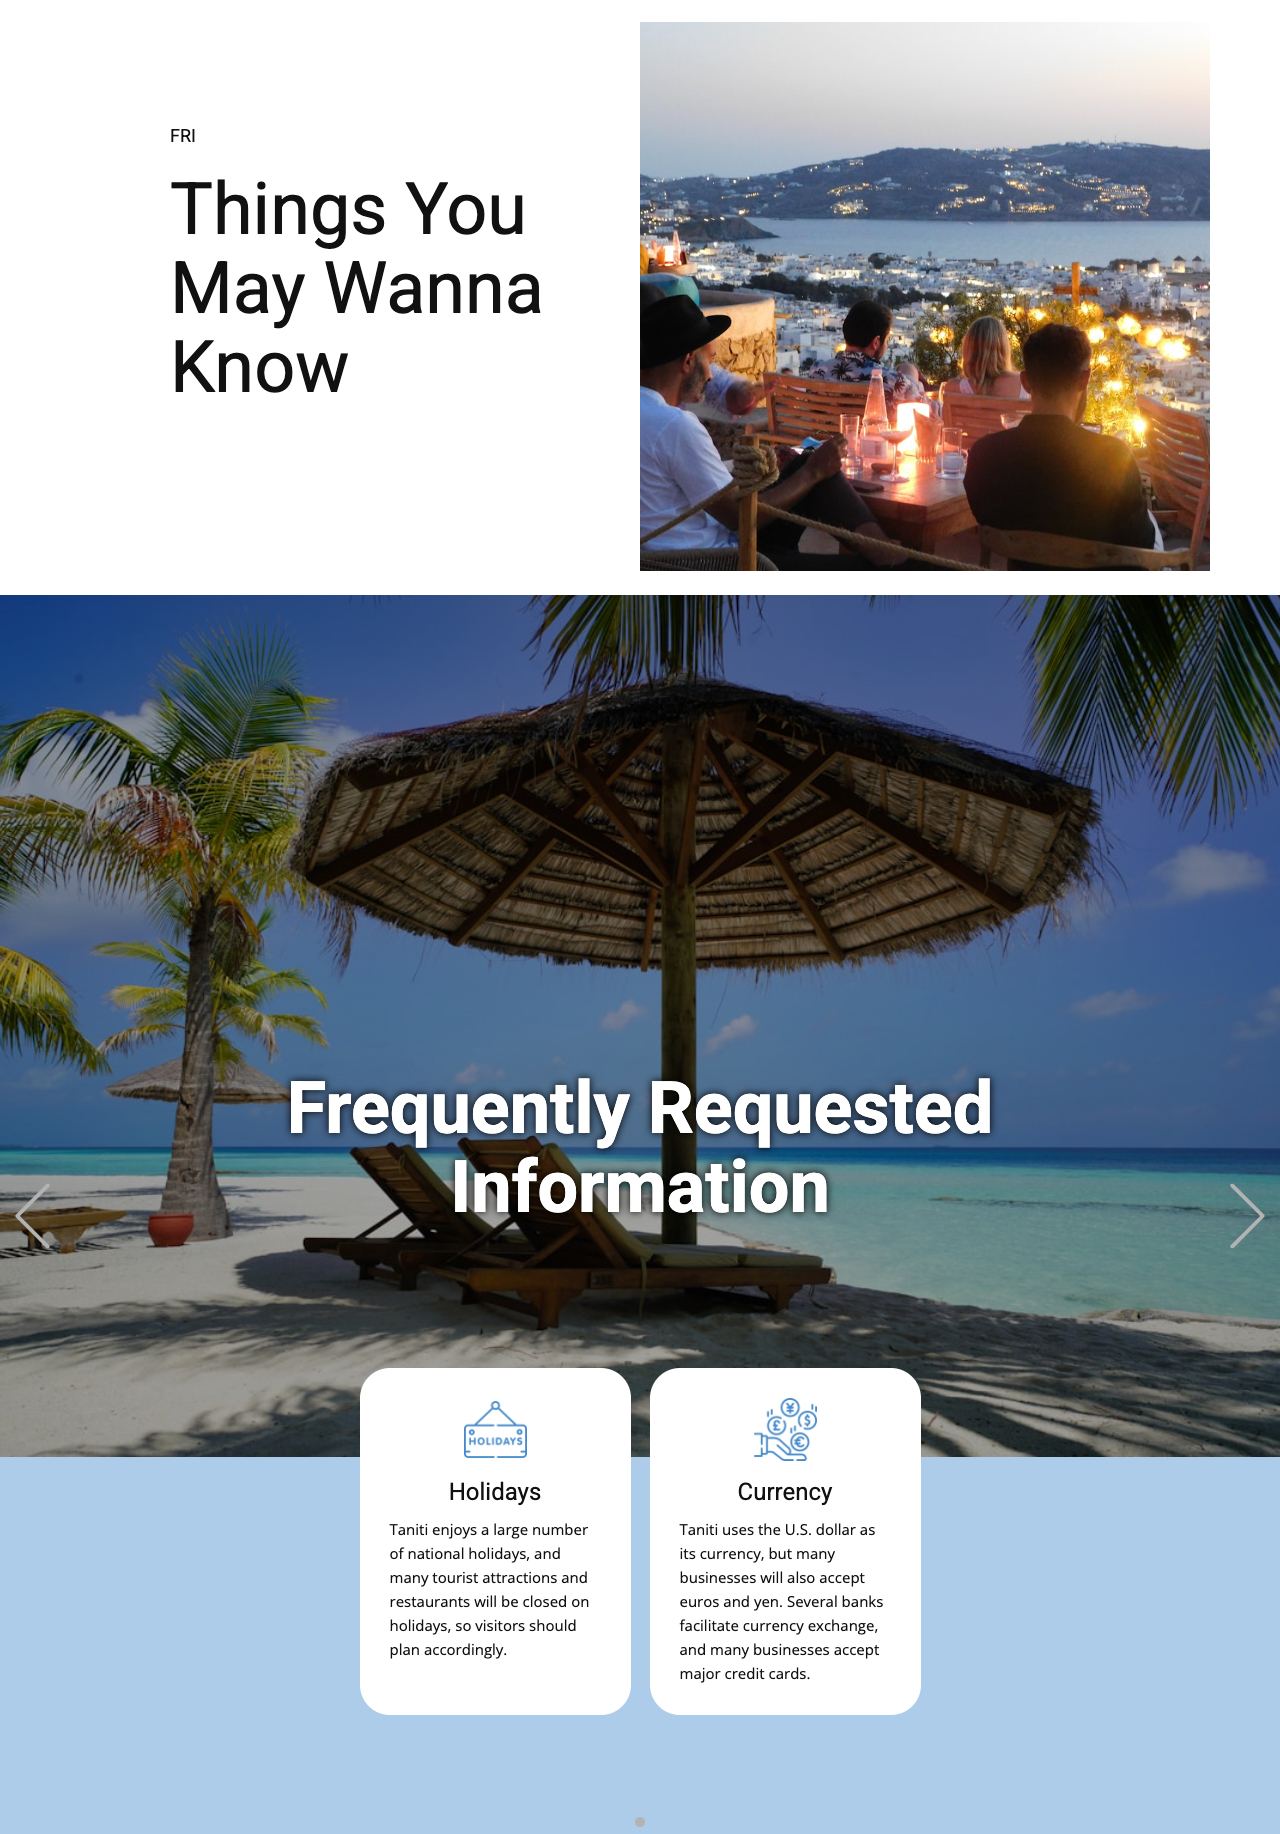 FRI
Things You
May Wanna
Know
Frequently Requested
Information
HOLIDAYS
Holidays
Taniti enjoys a large number
of national holidays, and
many tourist attractions and
restaurants will be closed on
holidays, so visitors should
plan accordingly.
¥
£ $
€
Currency
Taniti uses the U.S. dollar as
its currency, but many
businesses will also accept
euros and yen. Several banks
facilitate currency exchange,
and many businesses accept
major credit cards.